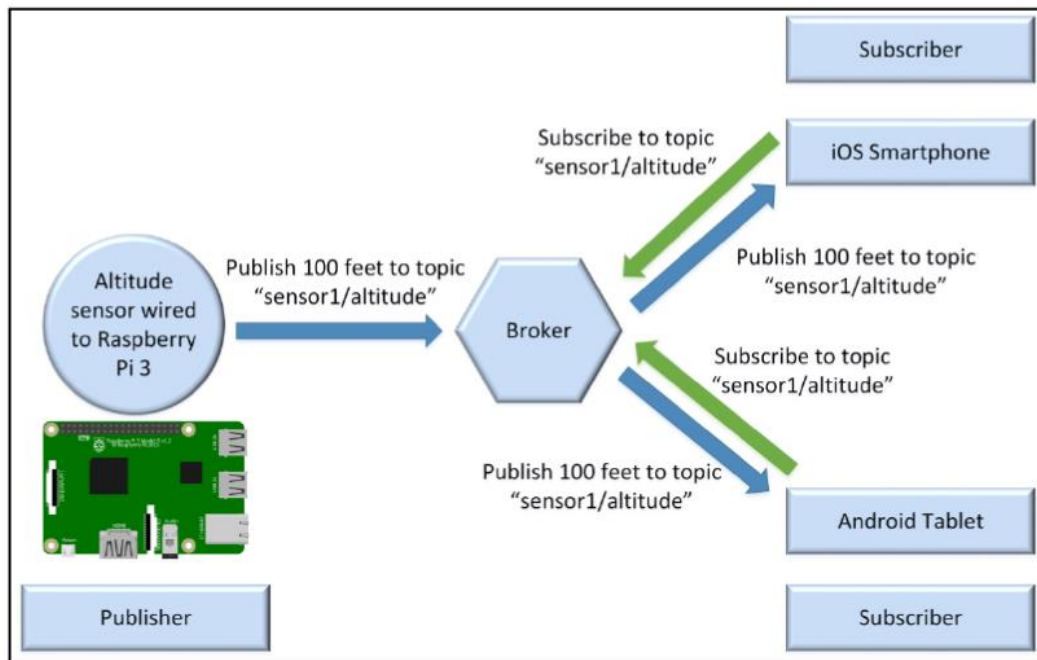 Subscriber
Subscribe to topic
“sensor1/altitude”
iOS Smartphone
Altitude
sensor wired
to Raspberry
Pi 3
Publish 100 feet to topic
“sensor1/altitude”
Broker
Publish 100 feet to topic
“sensor1/altitude”
Subscribe to topic
“sensor1/altitude”
Publish 100 feet to topic
“sensor1/altitude”
Android Tablet
Publisher
Subscriber